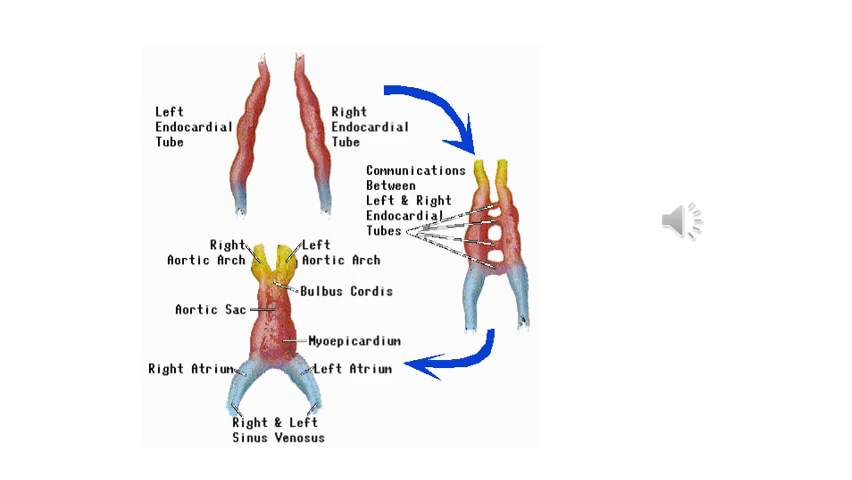 Left
Endocardial
Tube
Right
Endocardial
Tube
Communications
Between
Left & Right
Endocardial
Tubes
Right
Aortic Arch
Left
Aortic Arch
Bulbus Cordis
Aortic Sac
Myoepicardium
Right Atrium
Left Atrium
Right & Left
Sinus Venosus